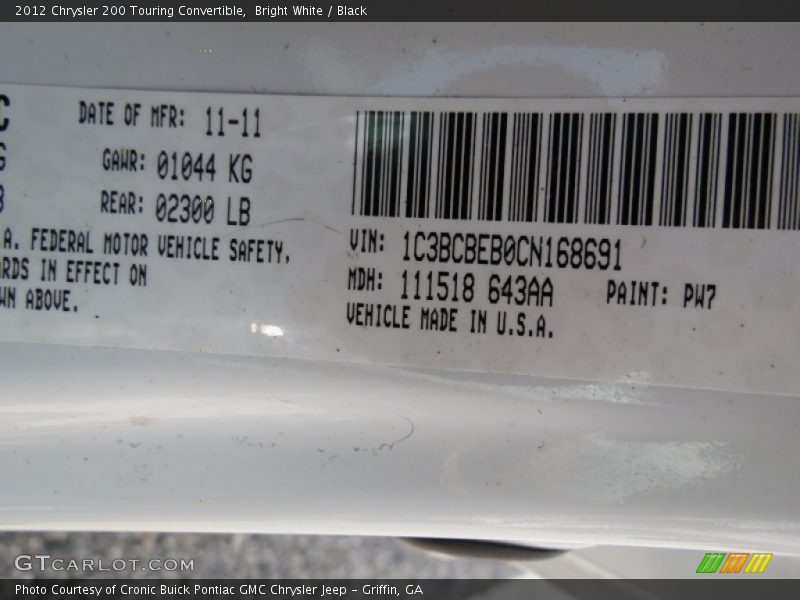 2012 Chrysler 200 Touring Convertible,  Bright White / Black
DATE OF MFR: 11-11
GAWR: 01044 KG
REAR: 02300 LB
A. FEDERAL MOTOR VEHICLE SAFETY,
IN EFFECT ON
ABOVE.
VIN: 1C3BCBEB0CN168691
MDH: 111518 643AA PAINT: PW7
VEHICLE MADE IN U.S.A.
GTCARLOT.COM
Photo Courtesy of Cronic Buick Pontiac GMC Chrysler Jeep - Griffin, GA